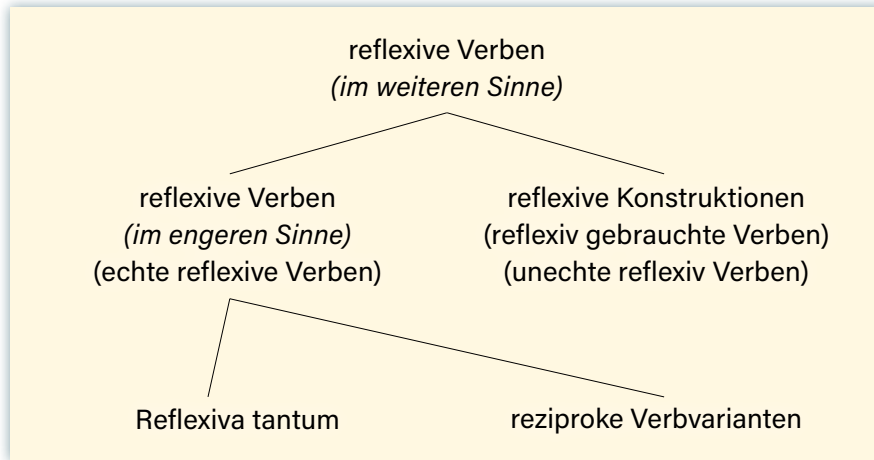 reflexive Verben
(im weiteren Sinne)
reflexive Verben
(im engeren Sinne)
(echte reflexive Verben)
reflexive Konstruktionen
(reflexiv gebrauchte Verben)
(unechte reflexiv Verben)
Reflexiva tantum
reziproke Verbvarianten